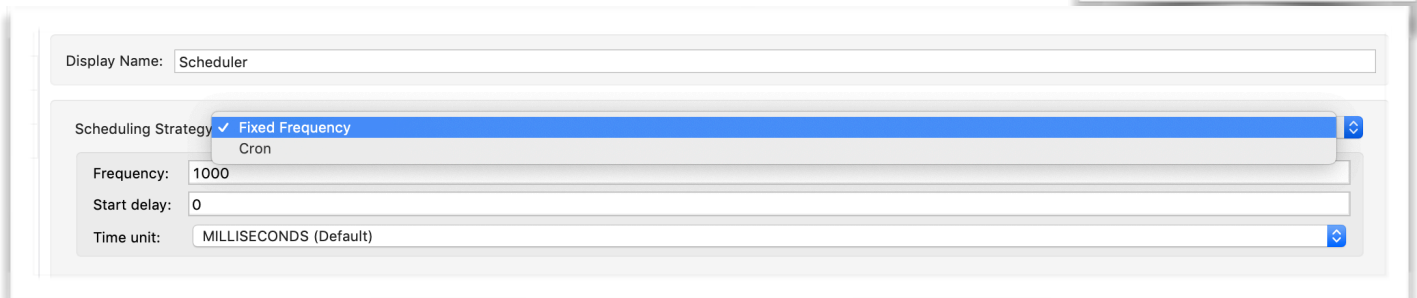 Display Name: Scheduler
Scheduling Strategy ✓ Fixed Frequency
Cron
Frequency: 1000
Start delay: 0
Time unit: MILLISECONDS (Default)